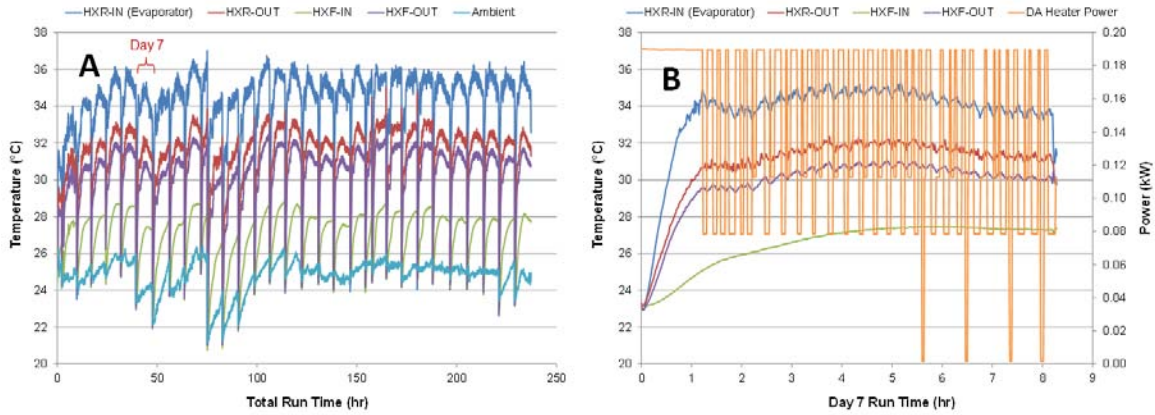 HXR-IN (Evaporator) HXR-OUT HXF-IN HXF-OUT Ambient
38
36
34
32
30
28
26
24
22
20
Temperature (°C)
A
Day 7
0 50 100 150 200 250
Total Run Time (hr)
HXR-IN (Evaporator) HXR-OUT HXF-IN HXF-OUT DA Heater Power
38
36
34
32
30
28
26
24
22
20
Temperature (°C)
B
0.20
0.18
0.16
0.14
0.12
0.10
0.08
0.06
0.04
0.02
0.00
Power (kW)
0 1 2 3 4 5 6 7 8 9
Day 7 Run Time (hr)